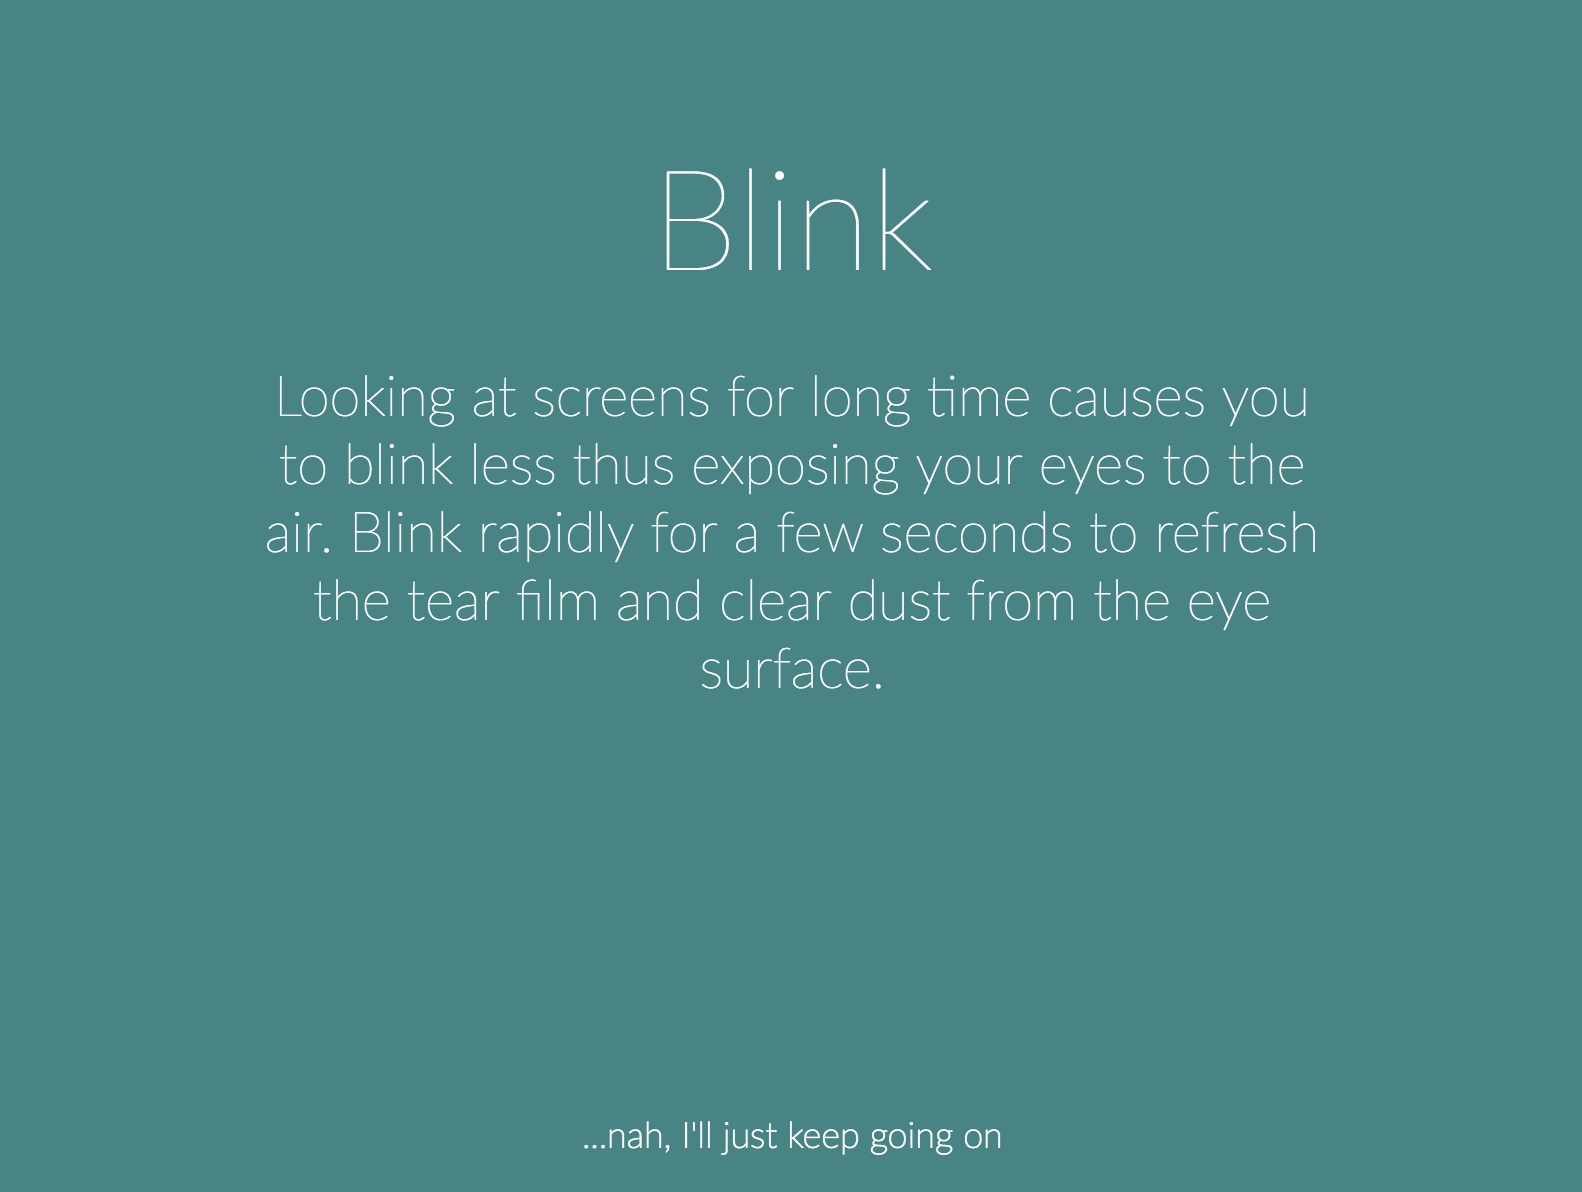 Blink
Looking at screens for long time causes you
to blink less thus exposing your eyes to the
air. Blink rapidly for a few seconds to refresh
the tear film and clear dust from the eye
surface.
...nah, I'll just keep going on